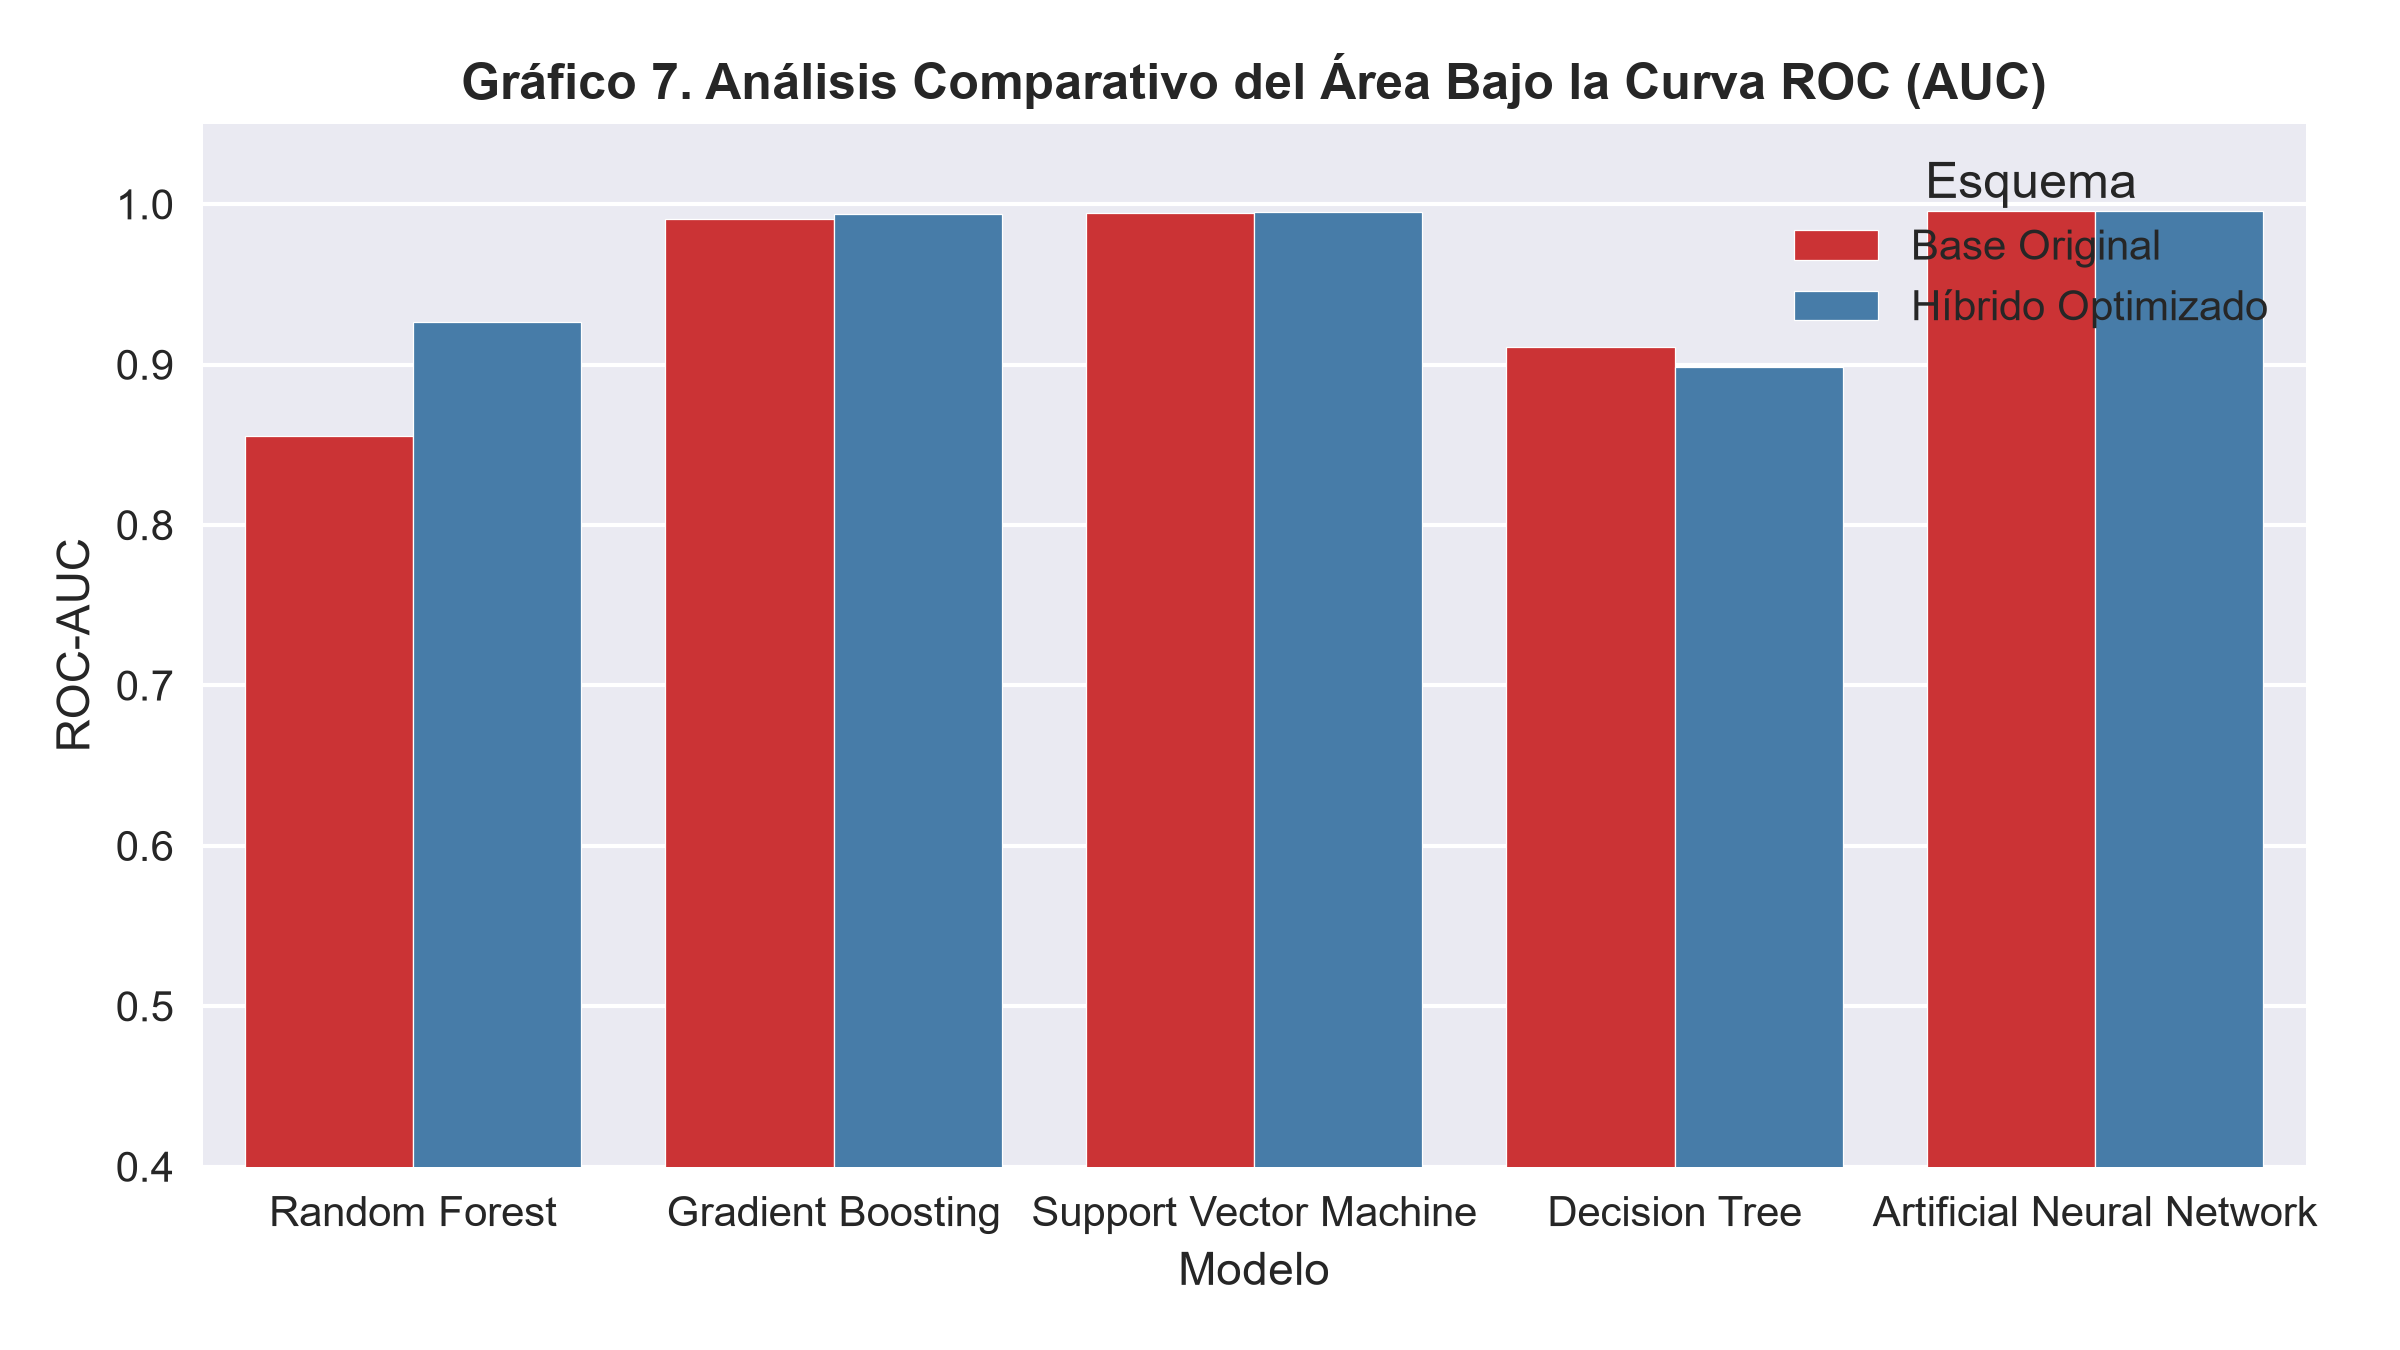 Gráfico 7. Análisis Comparativo del Área Bajo la Curva ROC (AUC)
Esquema
Base Original
Híbrido Optimizado
ROC-AUC
1.0
0.9
0.8
0.7
0.6
0.5
0.4
Random Forest
Gradient Boosting
Support Vector Machine
Decision Tree
Artificial Neural Network
Modelo